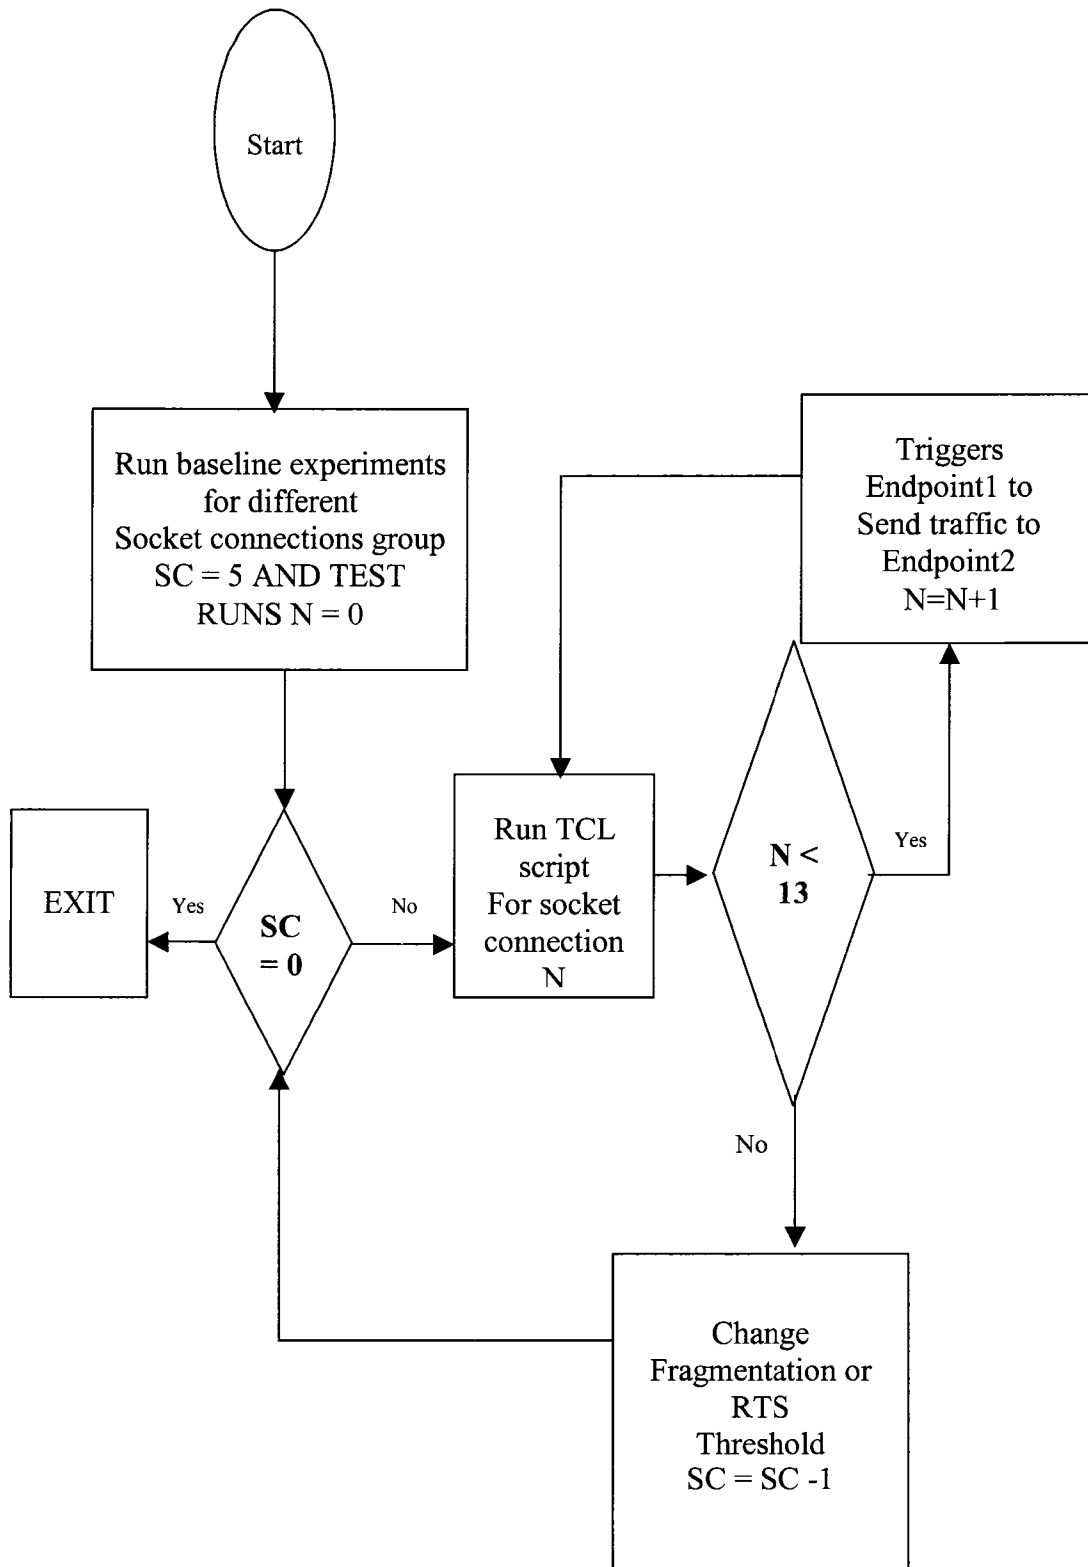 Start
Run baseline experiments
for different
Socket connections group
SC = 5 AND TEST
RUNS N = 0
Triggers
Endpoint1 to
Send traffic to
Endpoint2
N=N+1
EXIT
Yes
SC
= 0
No
Run TCL
script
For socket
connection
N
N <
13
Yes
No
Change
Fragmentation or
RTS
Threshold
SC = SC -1